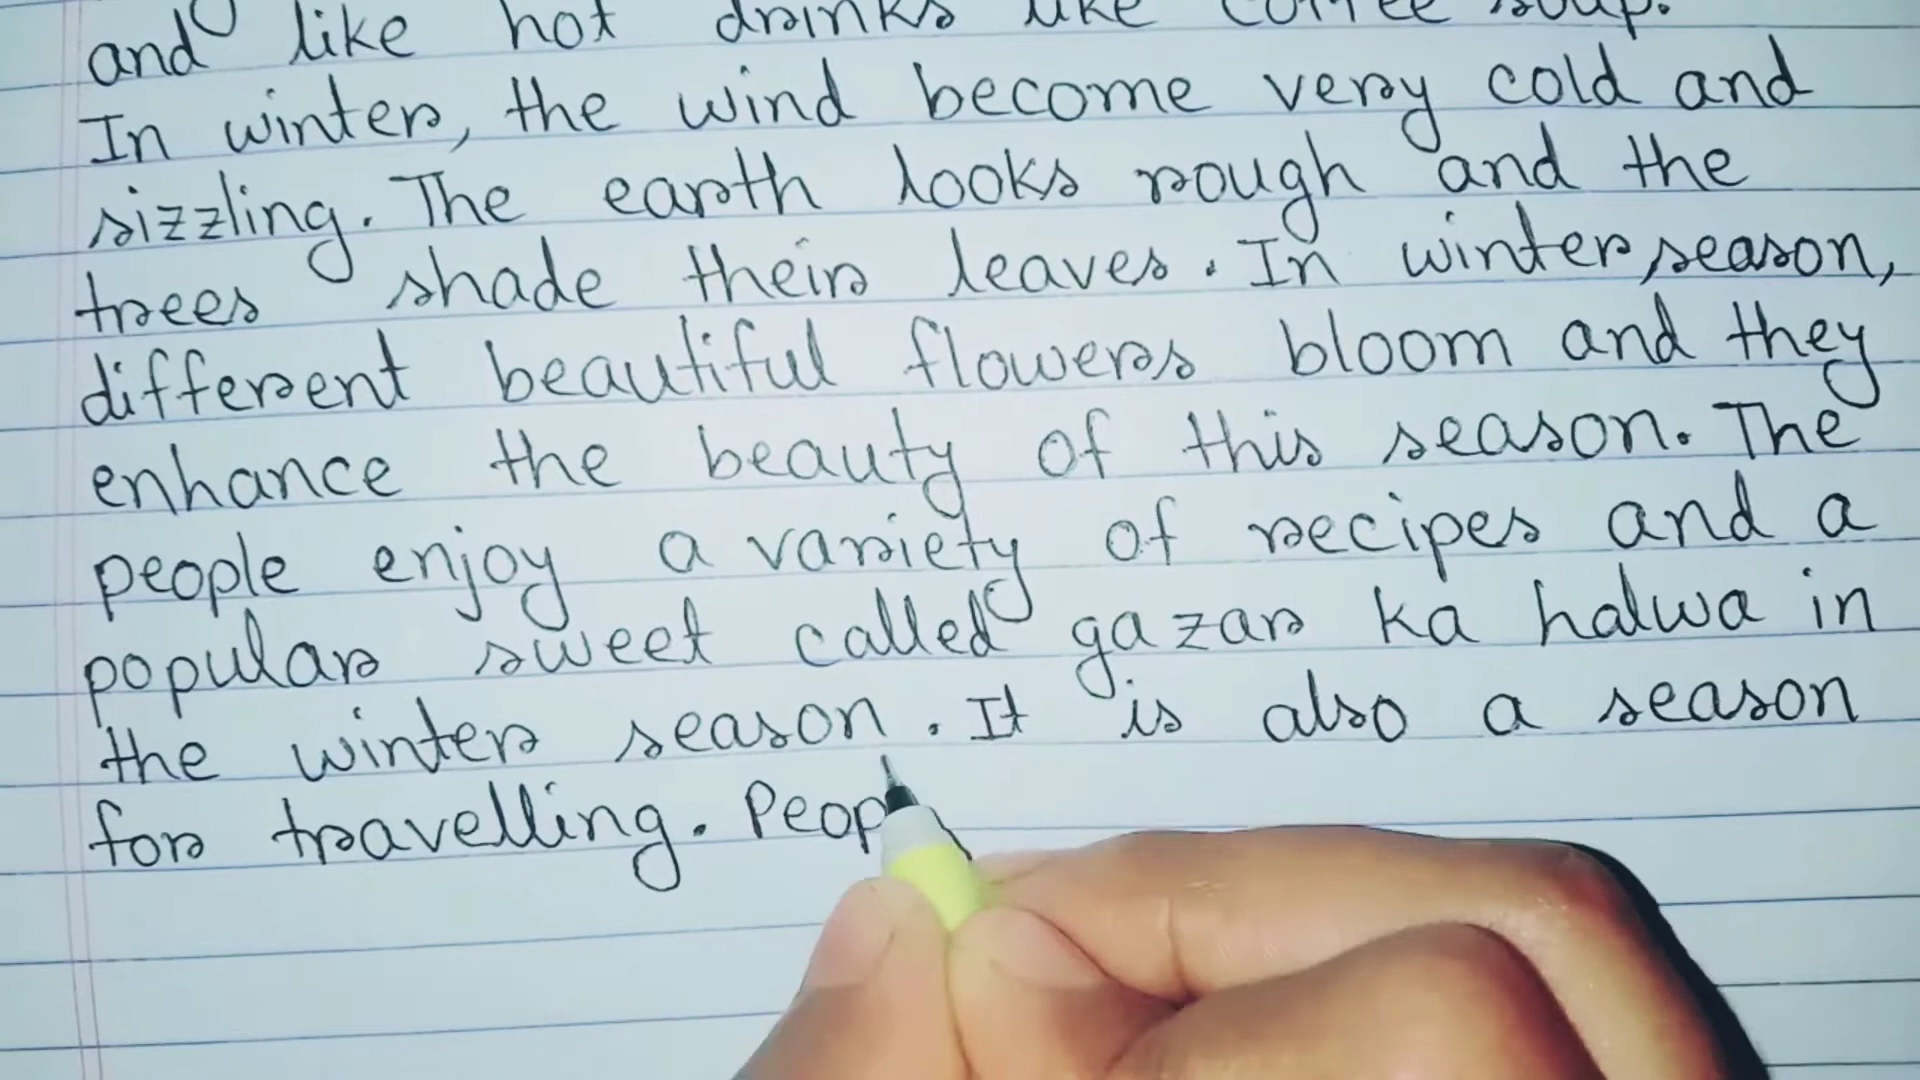 and like hot drinks like coffee soup.
In winter, the wind become very cold and
sizzling. The earth looks rough and the
trees shade their leaves. In winter season,
different beautiful flowers bloom and they
enhance the beauty of this season. The
people enjoy a variety of recipes and a
popular sweet called gazar ka halwa in
the winter season. It is also a season
for travelling. Peop